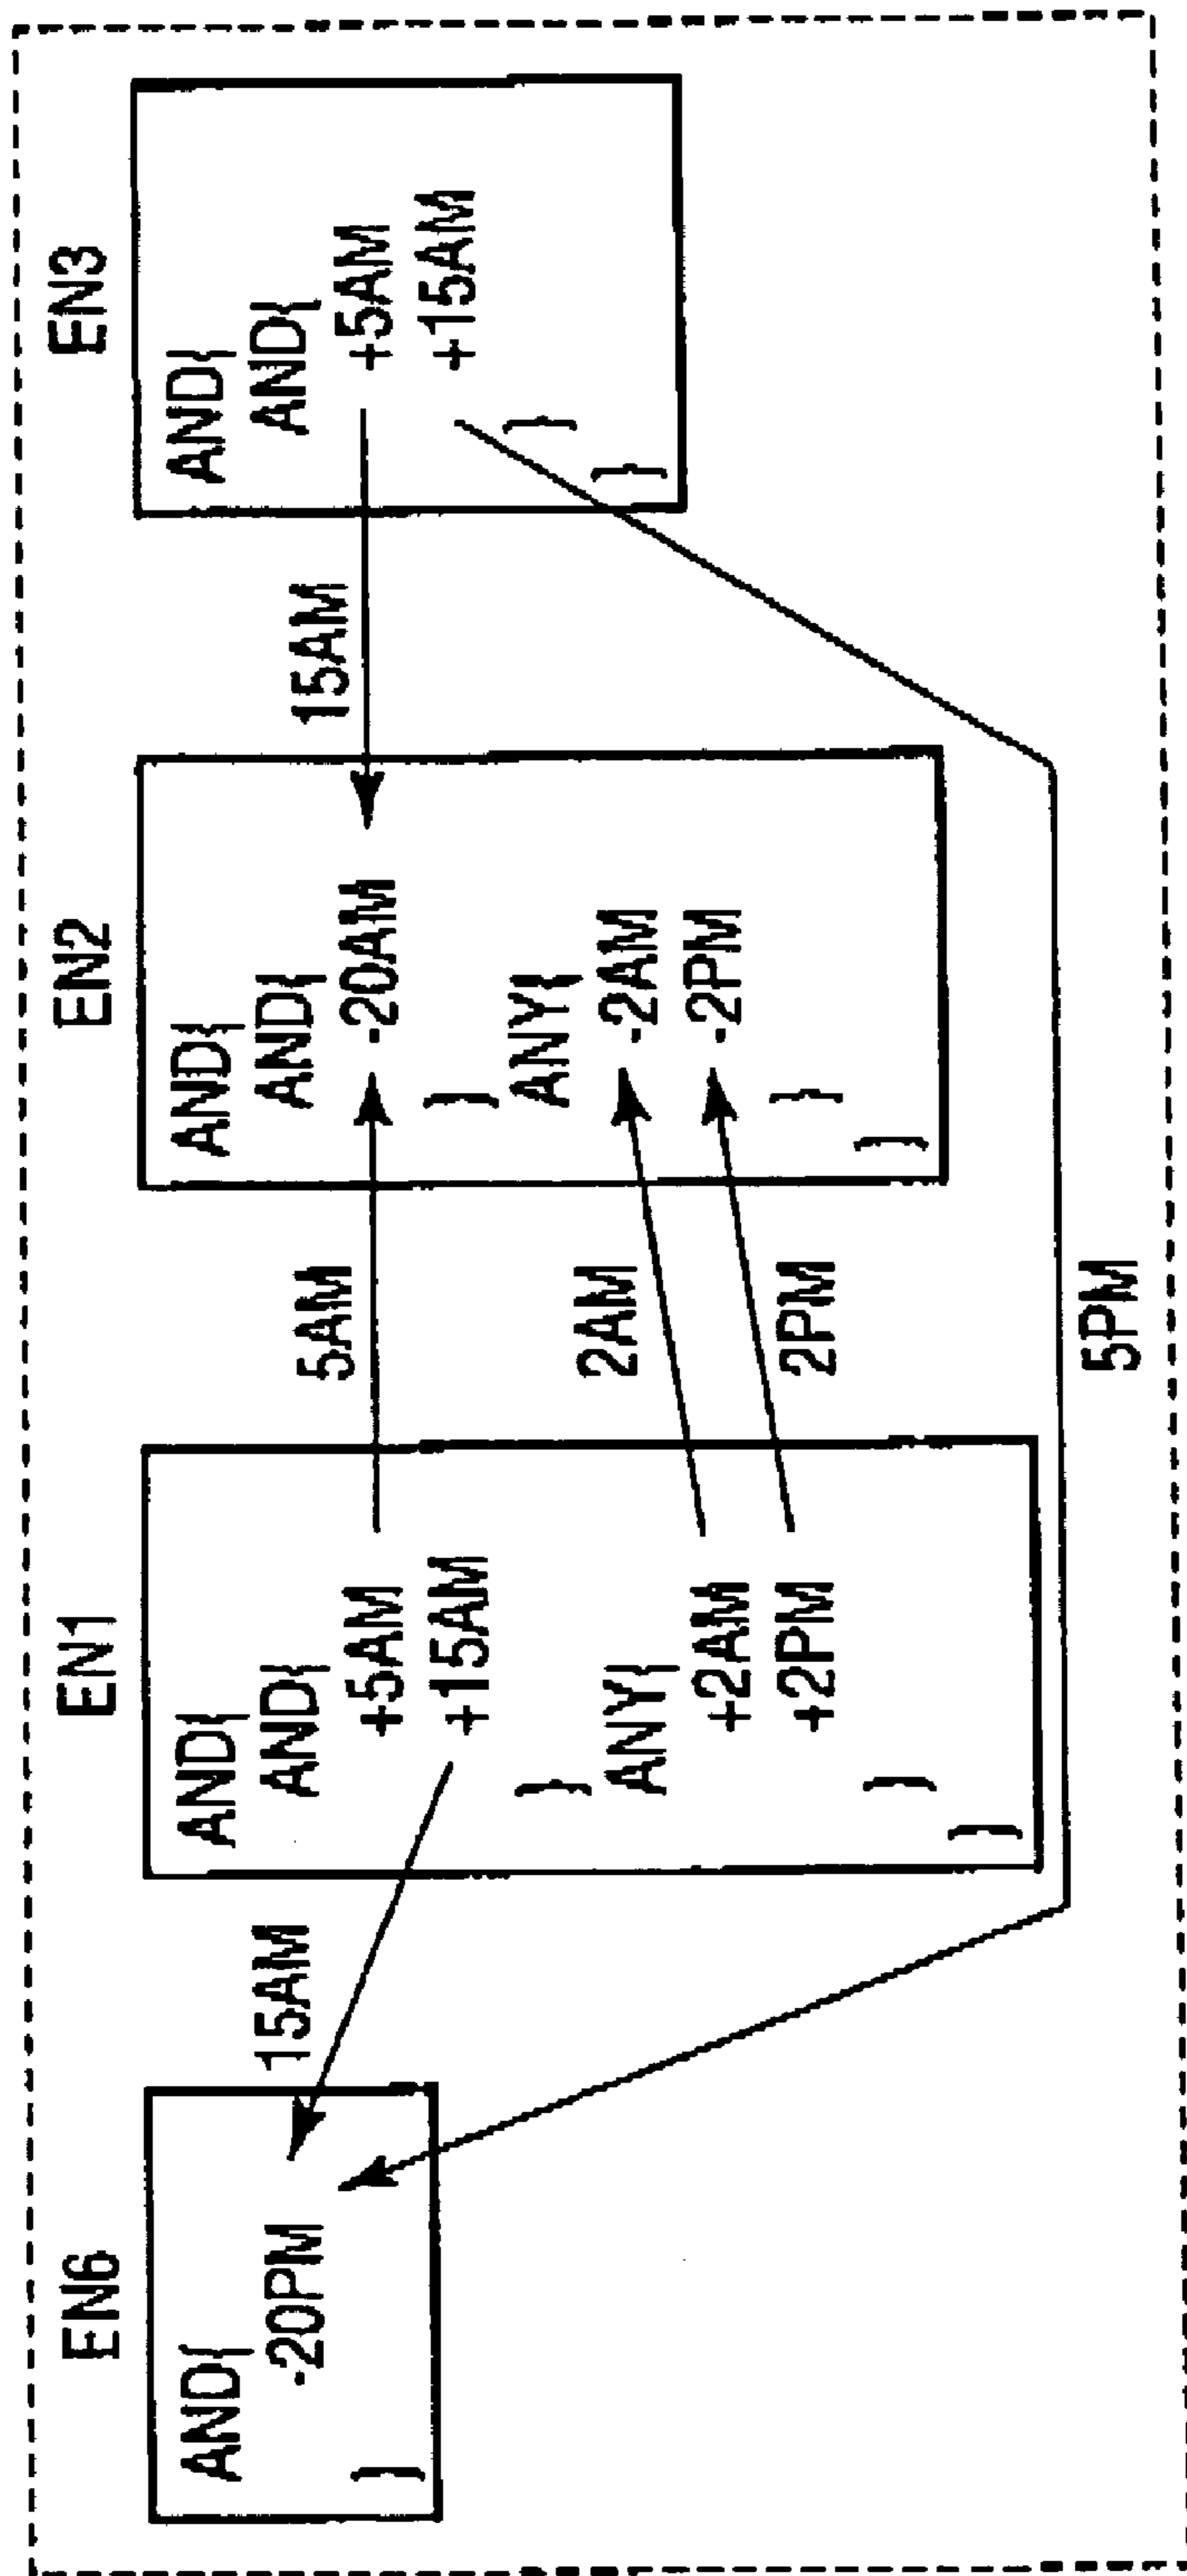 EN6
AND{
-20PM
}
15AM
EN1
AND{
AND{
+5AM
+15AM
}
ANY{
+2AM
+2PM
}
}
5AM
2AM
2PM
EN2
AND{
AND{
-20AM
}
ANY{
-2AM
-2PM
}
}
15AM
EN3
AND{
AND{
+5AM
+15AM
}
}
5PM